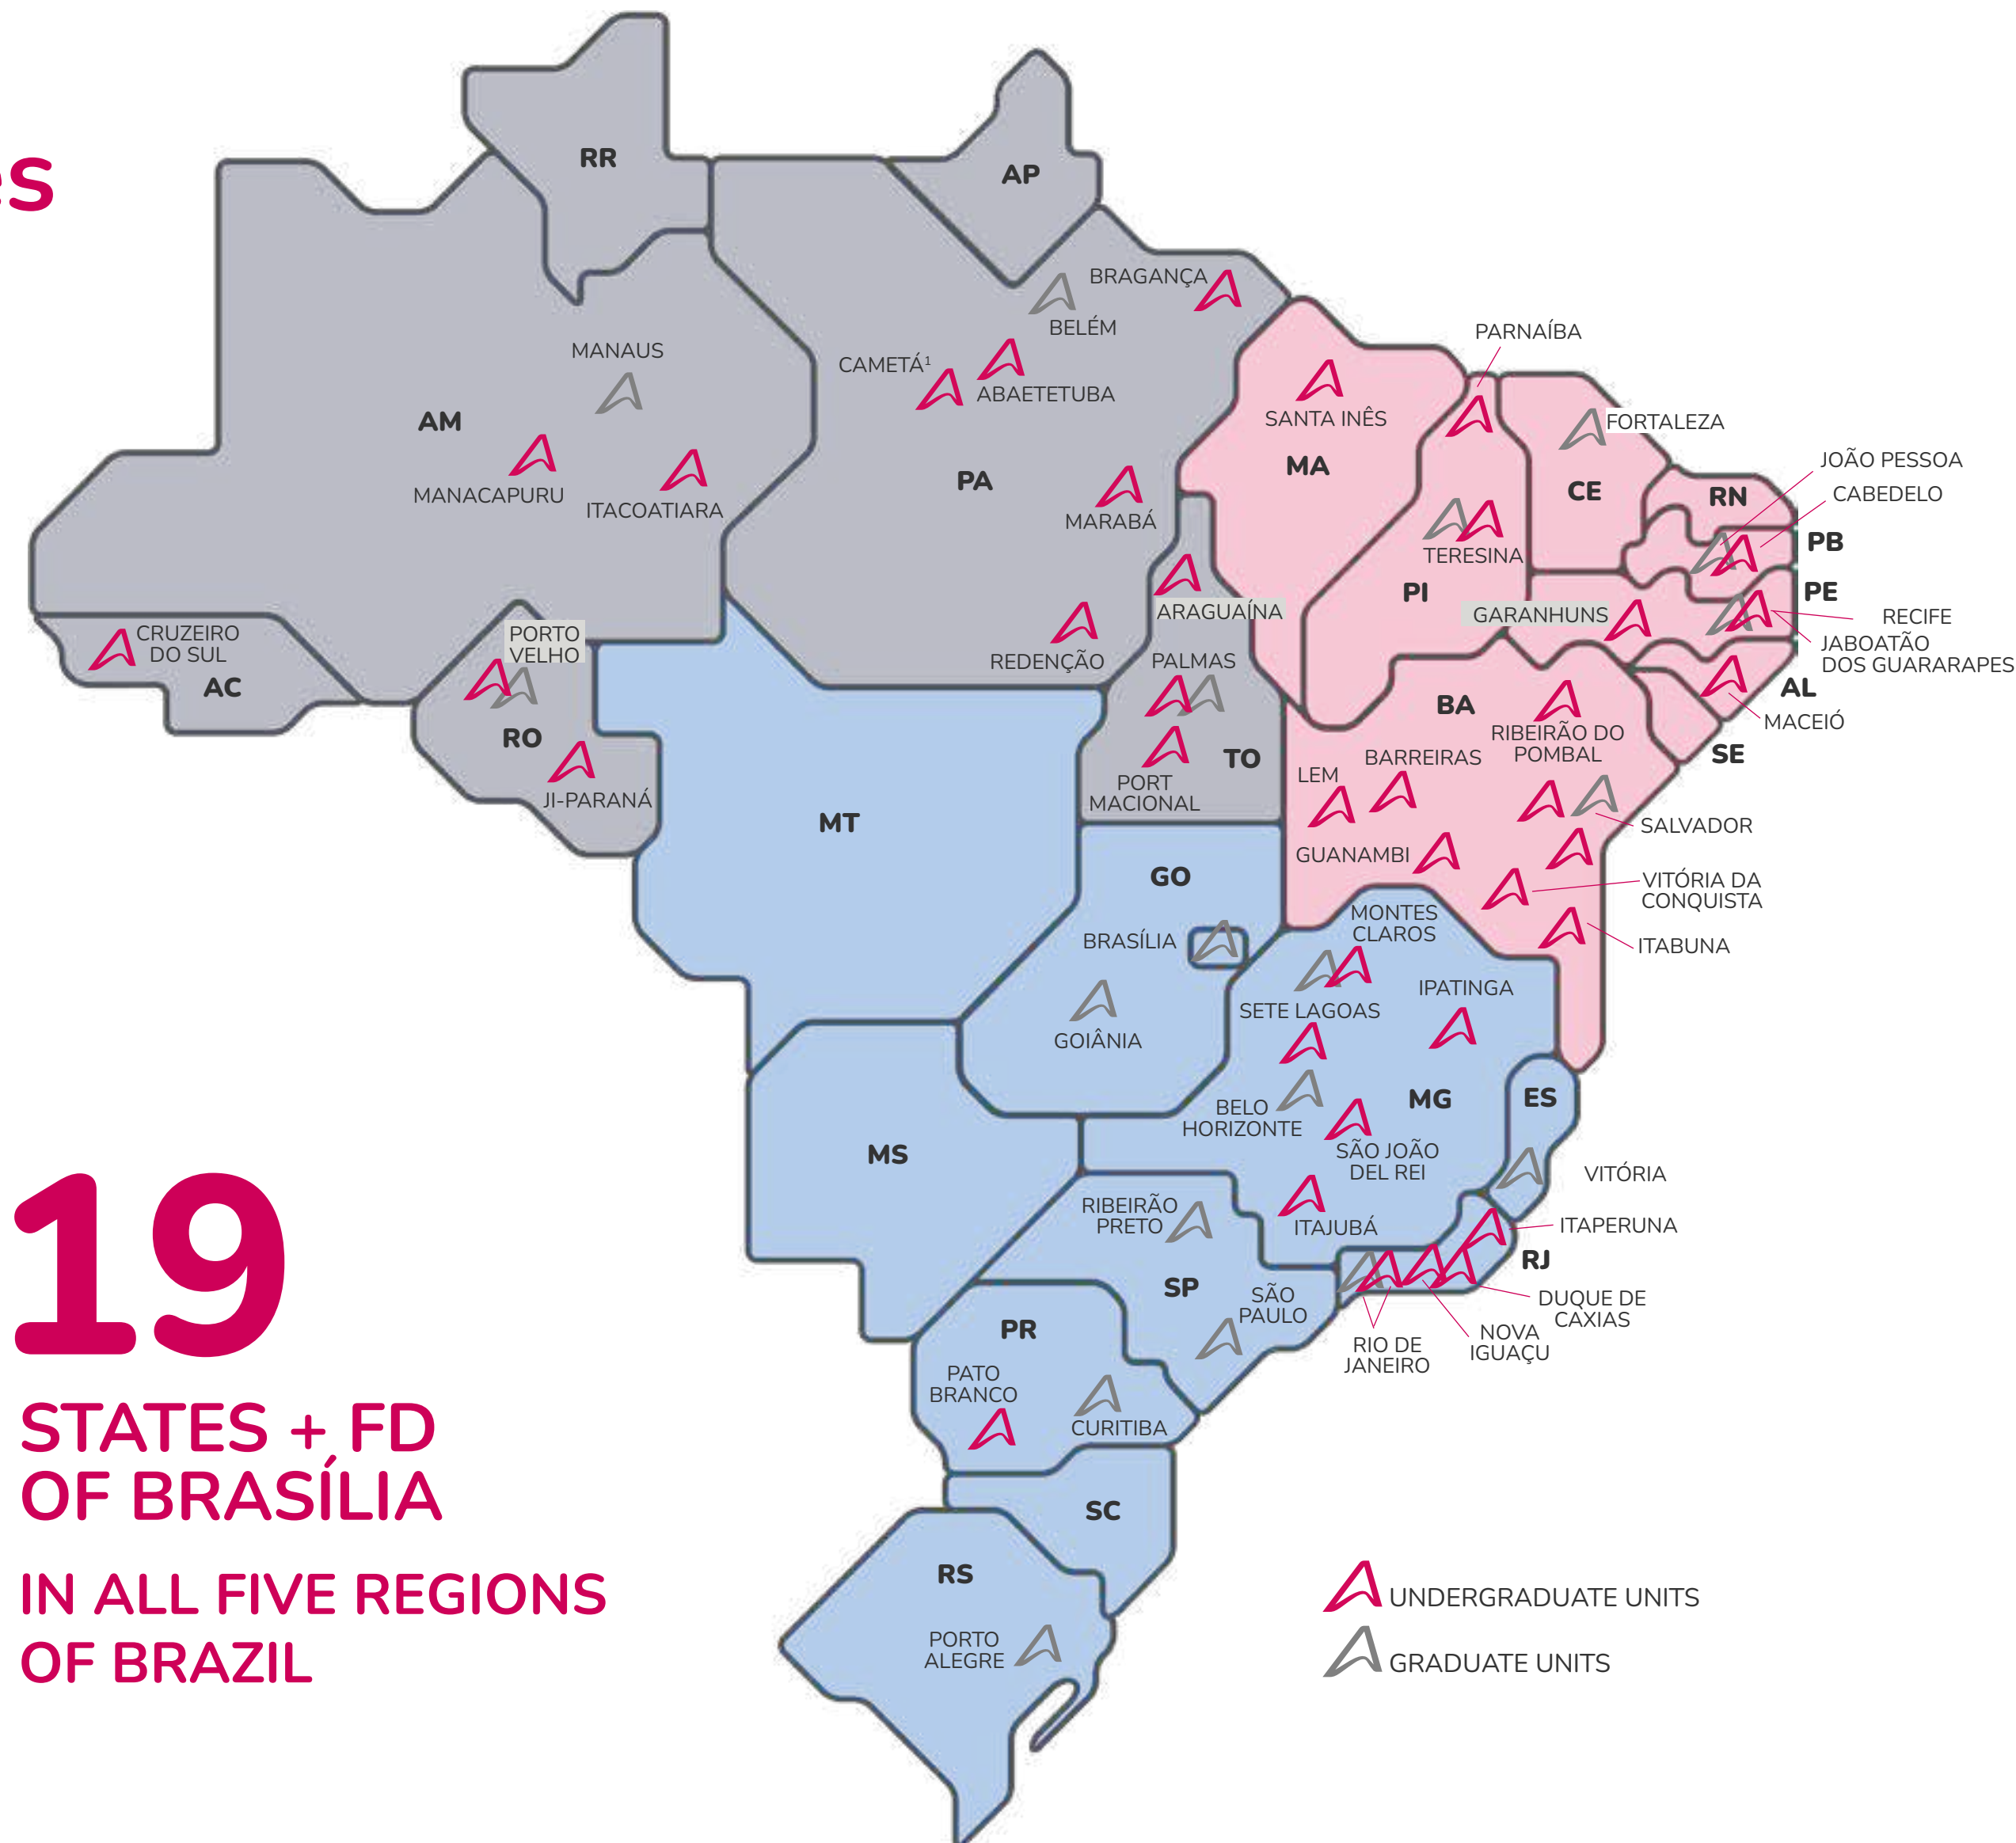 es
RR
AP
BRAGANÇA
BELÉM
PARNAÍBA
MANAUS
CAMETÁ¹
ABAETETUBA
SANTA INÊS
FORTALEZA
AM
MA
JOÃO PESSOA
PA
CE
RN
CABEDELO
MANACAPURU
ITACOATIARA
MARABÁ
TERESINA
PB
PI
PE
ARAGUAÍNA
GARANHUNS
RECIFE
CRUZEIRO
DO SUL
PORTO
VELHO
JABOATÃO
DOS GUARARAPES
REDENÇÃO
PALMAS
AC
AL
BA
MACEIÓ
RO
RIBEIRÃO DO
POMBAL
SE
TO
BARREIRAS
LEM
PORT
MACIONAL
JI-PARANÁ
MT
SALVADOR
GUANAMBI
GO
VITÓRIA DA
CONQUISTA
MONTES
CLAROS
BRASÍLIA
ITABUNA
IPATINGA
SETE LAGOAS
GOIÂNIA
MG
ES
BELO
HORIZONTE
MS
SÃO JOÃO
DEL REI
VITÓRIA
RIBEIRÃO
PRETO
ITAJUBÁ
ITAPERUNA
RJ
SP
SÃO
PAULO
DUQUE DE
CAXIAS
PR
NOVA
IGUAÇU
RIO DE
JANEIRO
PATO
BRANCO
CURITIBA
SC
RS
PORTO
ALEGRE
19
STATES + FD
OF BRASÍLIA
IN ALL FIVE REGIONS
OF BRAZIL
UNDERGRADUATE UNITS
GRADUATE UNITS